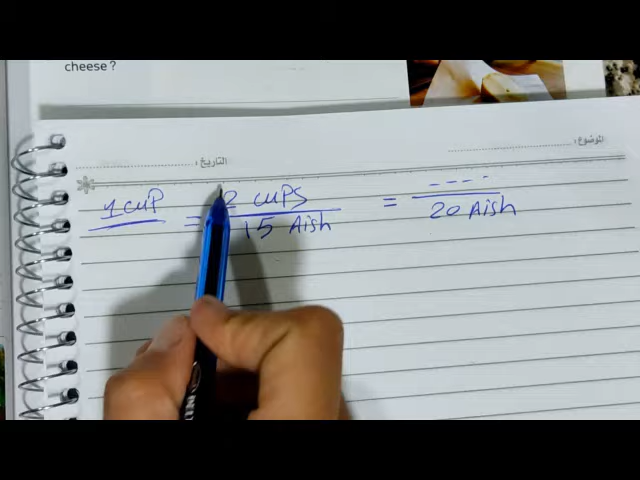 cheese ?
التاريخ :
الموضوع :
1 cup = 2 cups = ----
15 Aish 20 Aish